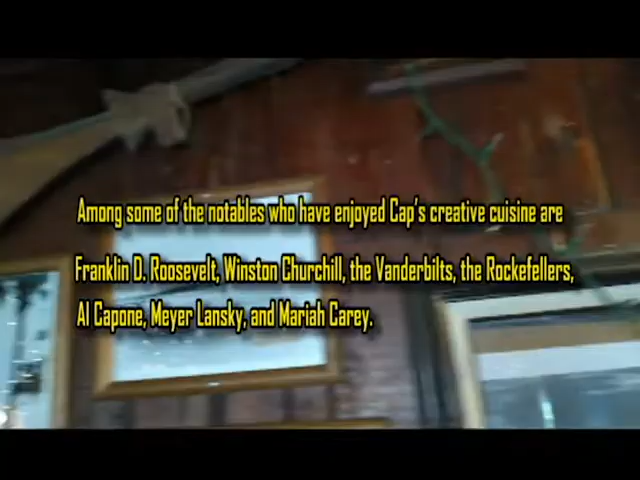 Among some of the notables who have enjoyed Cap's creative cuisine are
Franklin D. Roosevelt, Winston Churchill, the Vanderbilts, the Rockefellers,
Al Capone, Meyer Lansky, and Mariah Carey.